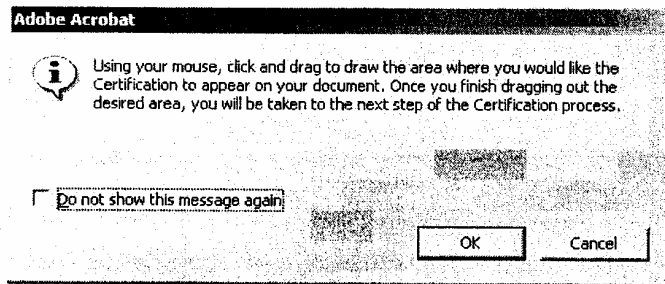 Adobe Acrobat
Using your mouse, click and drag to draw the area where you would like the
Certification to appear on your document. Once you finish dragging out the
desired area, you will be taken to the next step of the Certification process.
Do not show this message again
OK Cancel